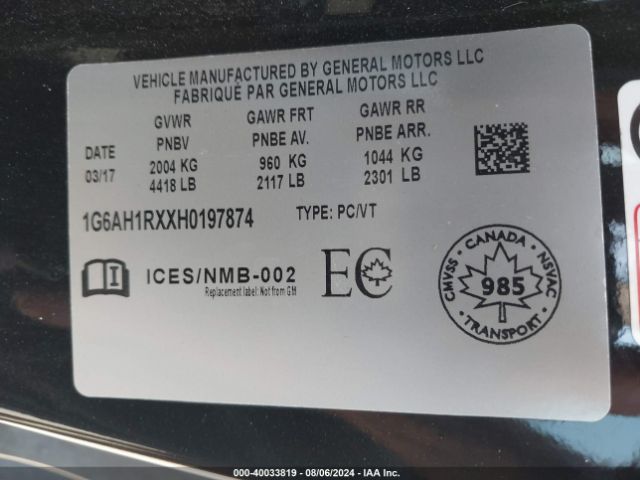 VEHICLE MANUFACTURED BY GENERAL MOTORS LLC
FABRIQUÉ PAR GENERAL MOTORS LLC
GVWR GAWR FRT GAWR RR
DATE PNBV PNBE AV. PNBE ARR.
03/17 2004 KG 960 KG 1044 KG
4418 LB 2117 LB 2301 LB
1G6AH1RXXH0197874 TYPE: PC/VT
ICES/NMB-002
Replacement label: Not from GM
EC
CANADA
CMVSS 985 NSVAC
TRANSPORT
000-40033819 - 08/06/2024 - IAA Inc.